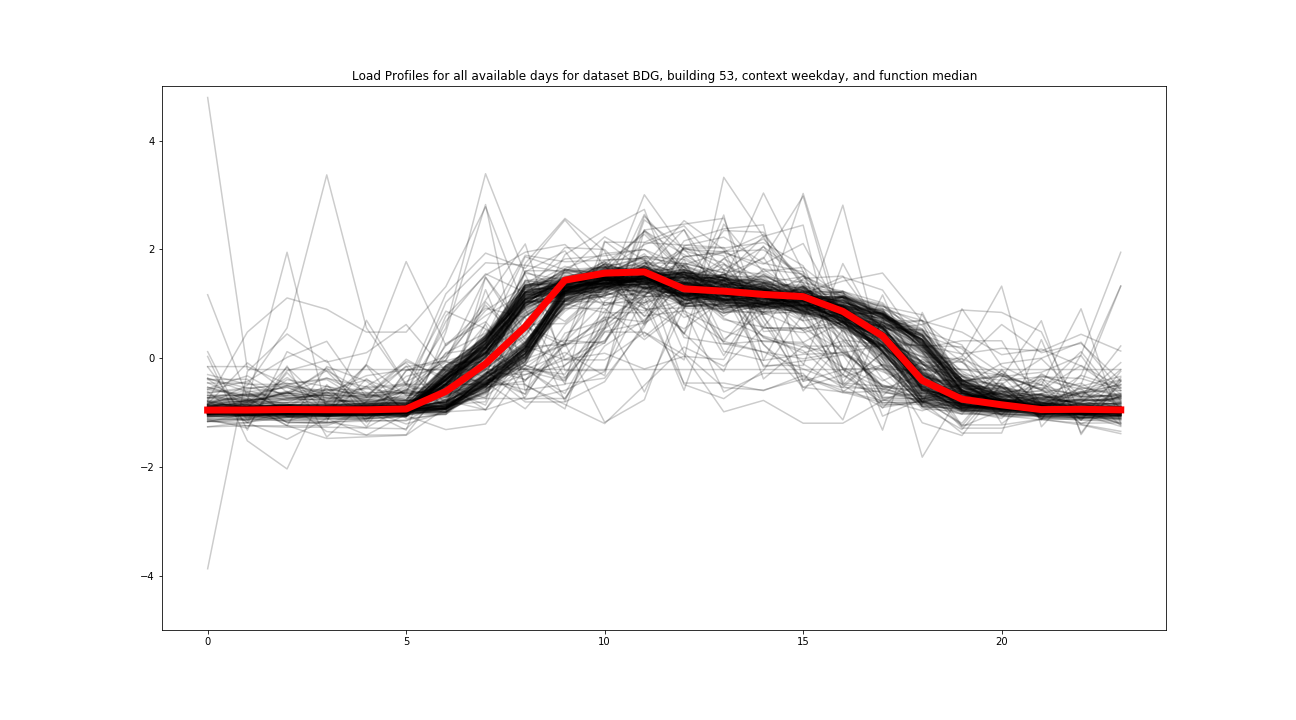 Load Profiles for all available days for dataset BDG, building 53, context weekday, and function median
4
2
0
−2
−4
0 5 10 15 20